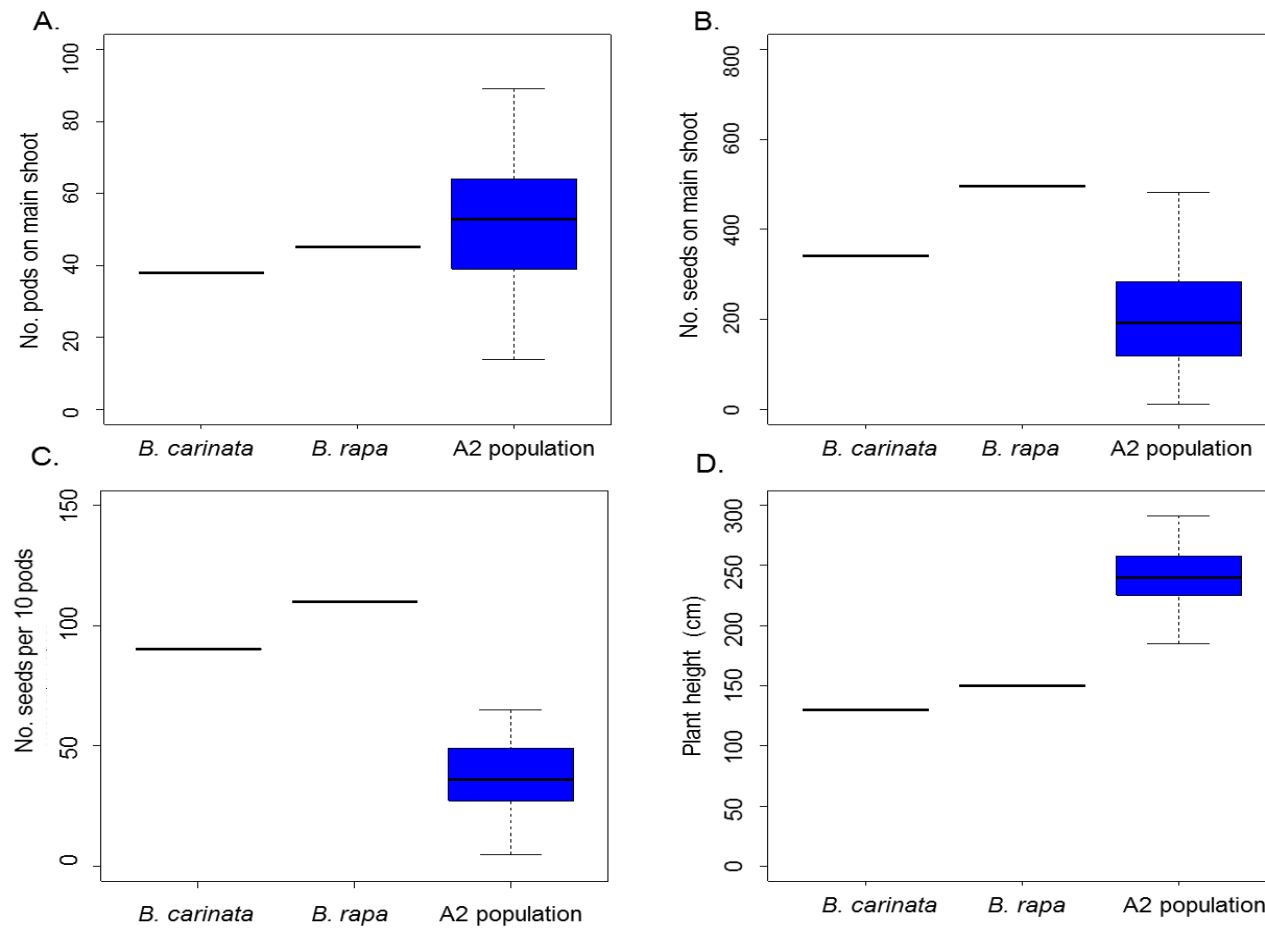 A.
No. pods on main shoot
100
80
60
40
20
0
B. carinata
B. rapa
A2 population
B.
No. seeds on main shoot
800
600
400
200
0
B. carinata
B. rapa
A2 population
C.
No. seeds per 10 pods
150
100
50
0
B. carinata
B. rapa
A2 population
D.
Plant height (cm)
300
250
200
150
100
50
0
B. carinata
B. rapa
A2 population